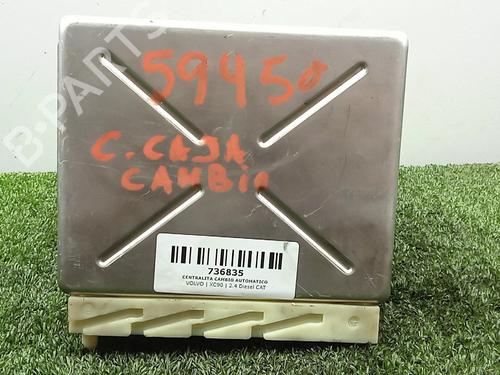 59450
C. CAJA
CAMBIO
736835
CENTRALITA CAMBIO AUTOMATICO
VOLVO | XC90 | 2.4 Diesel CAT
B-PARTS